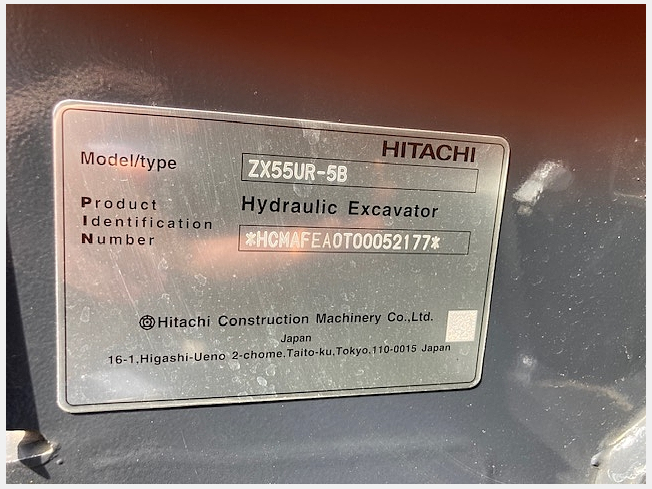 HITACHI
Model/type ZX55UR-5B
Product Hydraulic Excavator
Identification
Number *HCMAFEA0T00052177*
Hitachi Construction Machinery Co.,Ltd.
Japan
16-1,Higashi-Ueno 2-chome.Taito-ku,Tokyo,110-0015 Japan